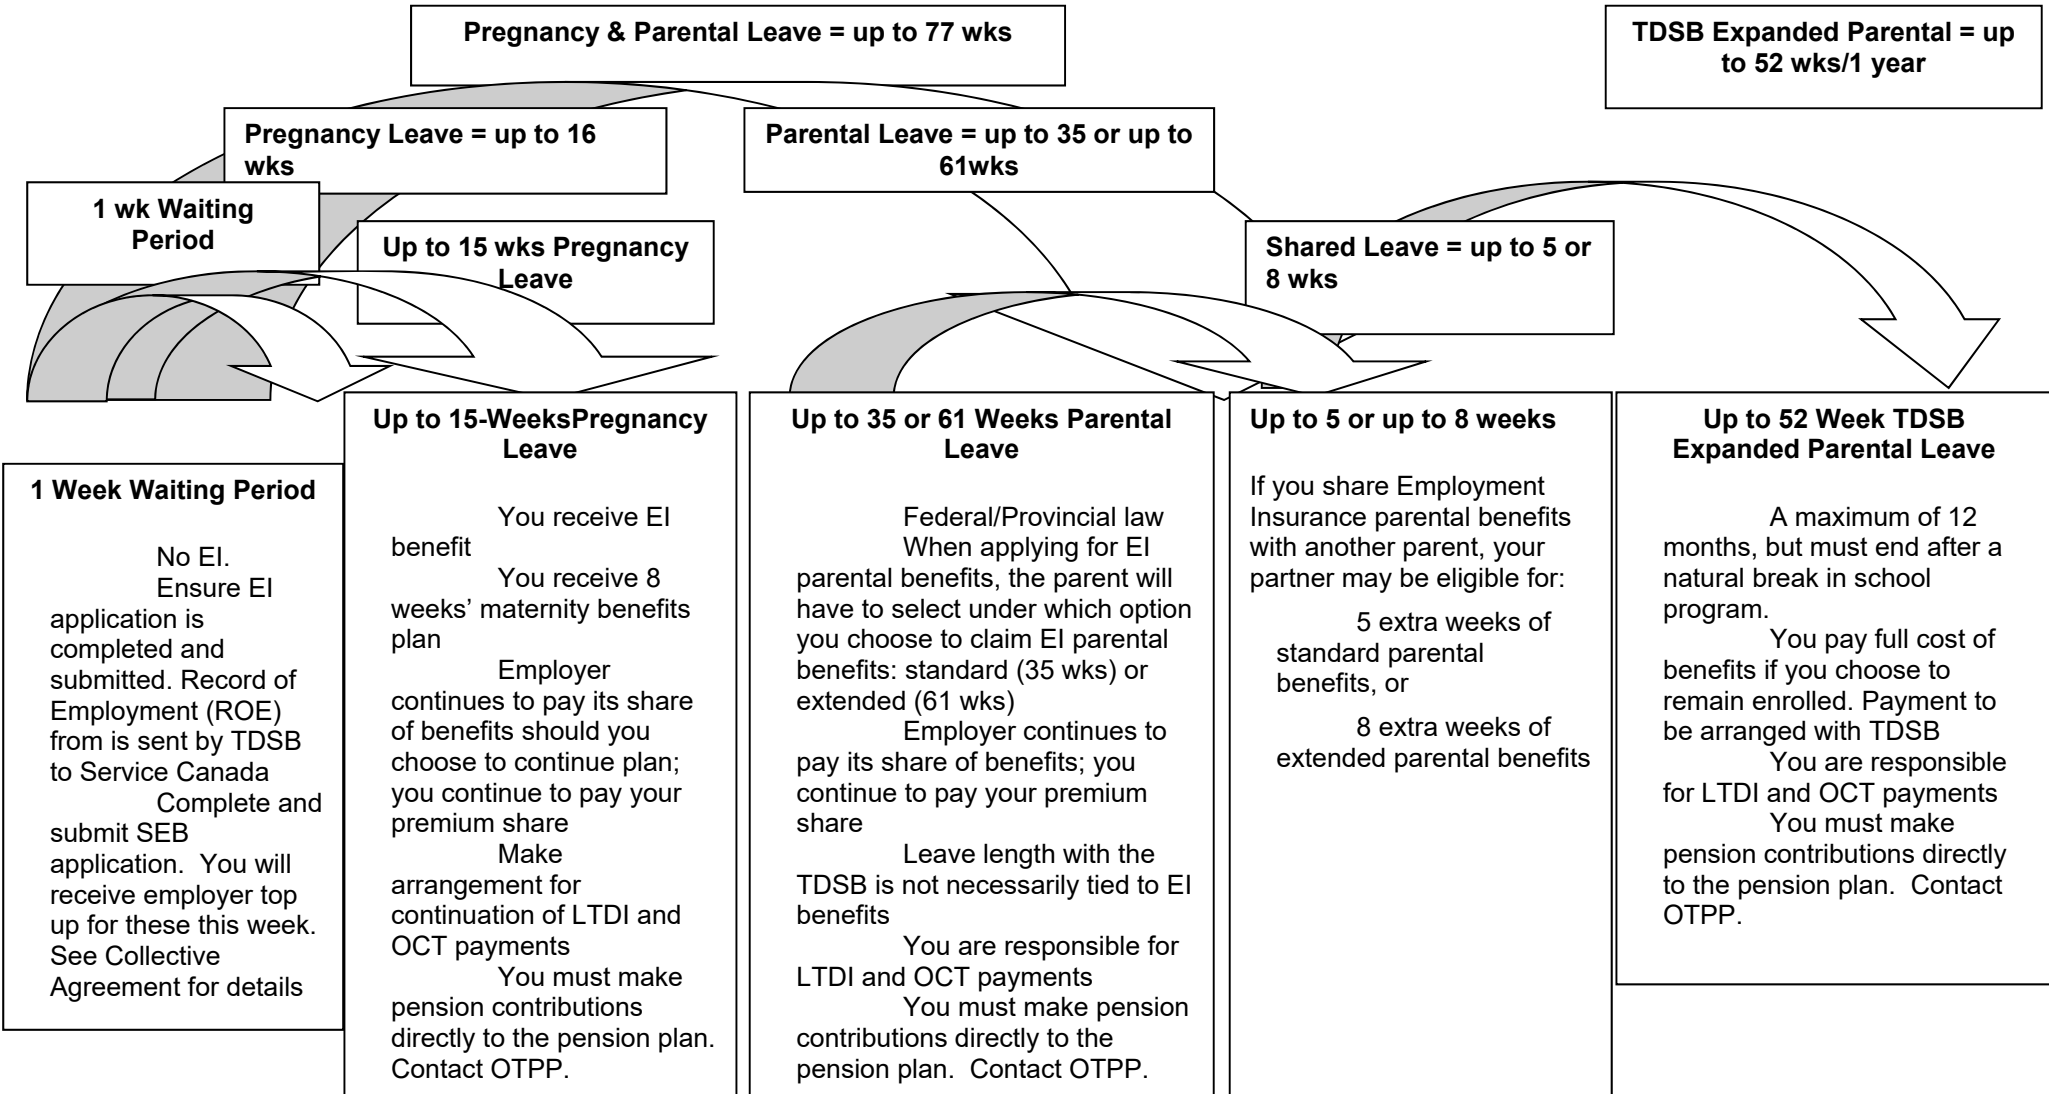 Pregnancy & Parental Leave = up to 77 wks
TDSB Expanded Parental = up
to 52 wks/1 year
Pregnancy Leave = up to 16
wks
Parental Leave = up to 35 or up to
61wks
1 wk Waiting
Period
Up to 15 wks Pregnancy
Leave
Shared Leave = up to 5 or
8 wks
1 Week Waiting Period
No EI.
Ensure EI
application is
completed and
submitted. Record of
Employment (ROE)
from is sent by TDSB
to Service Canada
Complete and
submit SEB
application.  You will
receive employer top
up for these this week.
See Collective
Agreement for details
Up to 15-WeeksPregnancy
Leave
You receive EI
benefit
You receive 8
weeks’ maternity benefits
plan
Employer
continues to pay its share
of benefits should you
choose to continue plan;
you continue to pay your
premium share
Make
arrangement for
continuation of LTDI and
OCT payments
You must make
pension contributions
directly to the pension plan.
Contact OTPP.
Up to 35 or 61 Weeks Parental
Leave
Federal/Provincial law
When applying for EI
parental benefits, the parent will
have to select under which option
you choose to claim EI parental
benefits: standard (35 wks) or
extended (61 wks)
Employer continues to
pay its share of benefits; you
continue to pay your premium
share
Leave length with the
TDSB is not necessarily tied to EI
benefits
You are responsible for
LTDI and OCT payments
You must make pension
contributions directly to the
pension plan.  Contact OTPP.
Up to 5 or up to 8 weeks
If you share Employment
Insurance parental benefits
with another parent, your
partner may be eligible for:
5 extra weeks of
standard parental
benefits, or
8 extra weeks of
extended parental benefits
Up to 52 Week TDSB
Expanded Parental Leave
A maximum of 12
months, but must end after a
natural break in school
program.
You pay full cost of
benefits if you choose to
remain enrolled. Payment to
be arranged with TDSB
You are responsible
for LTDI and OCT payments
You must make
pension contributions directly
to the pension plan.  Contact
OTPP.